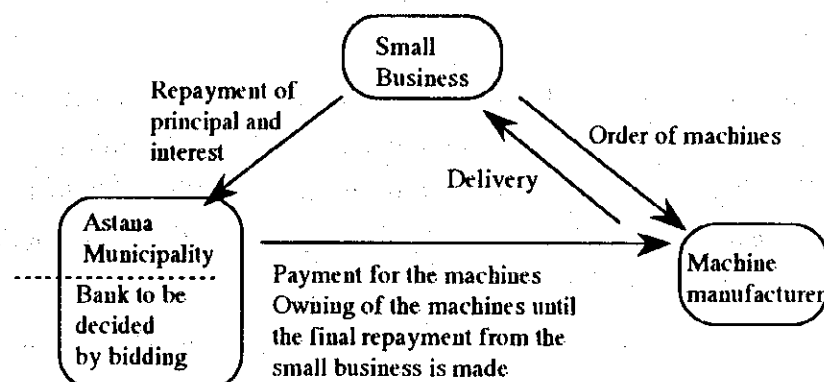 Small
Business
Repayment of
principal and
interest
Order of machines
Delivery
Astana
Municipality
Bank to be
decided
by bidding
Payment for the machines
Owning of the machines until
the final repayment from the
small business is made
Machine
manufacturer